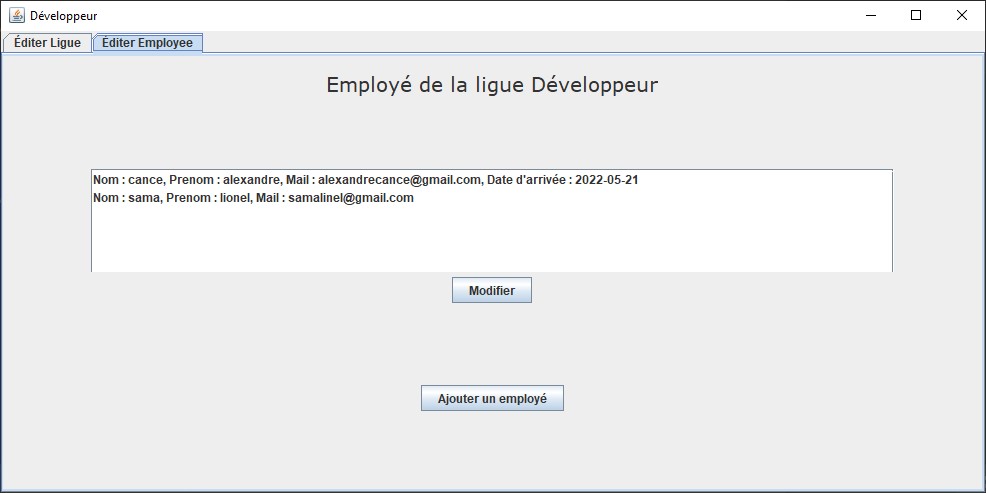 Développeur
Éditer Ligue
Éditer Employee
Employé de la ligue Développeur
Nom : cance, Prenom : alexandre, Mail : alexandrecance@gmail.com, Date d'arrivée : 2022-05-21
Nom : sama, Prenom : lionel, Mail : samalinel@gmail.com
Modifier
Ajouter un employé